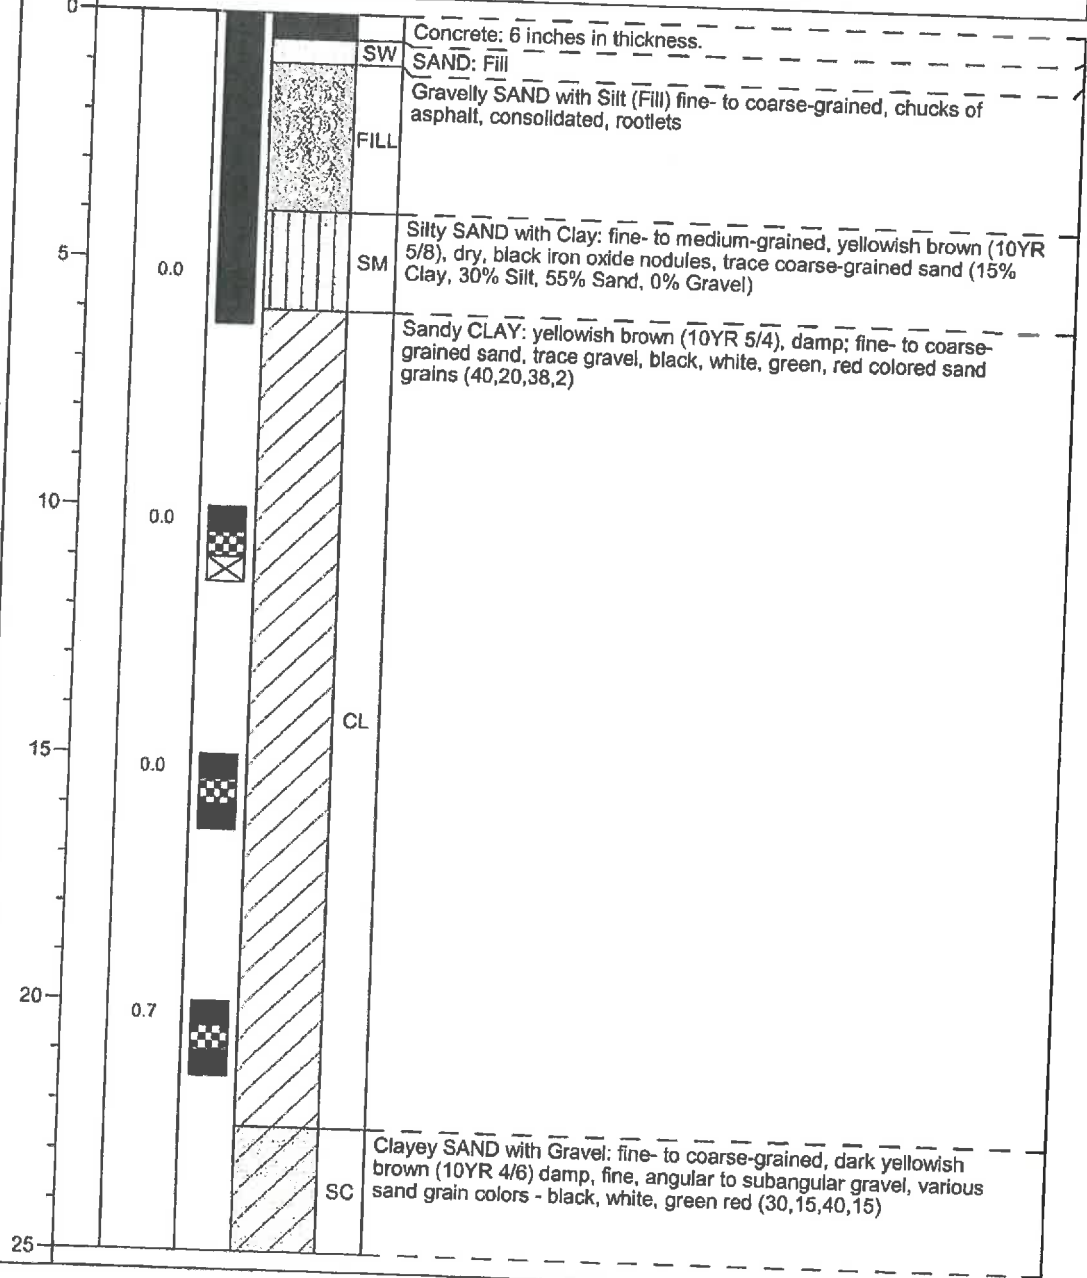 0
Concrete: 6 inches in thickness.
SW
SAND: Fill
Gravelly SAND with Silt (Fill) fine- to coarse-grained, chucks of
asphalt, consolidated, rootlets
FILL
Silty SAND with Clay: fine- to medium-grained, yellowish brown (10YR
5/8), dry, black iron oxide nodules, trace coarse-grained sand (15%
Clay, 30% Silt, 55% Sand, 0% Gravel)
5
0.0
SM
Sandy CLAY: yellowish brown (10YR 5/4), damp; fine- to coarse-
grained sand, trace gravel, black, white, green, red colored sand
grains (40,20,38,2)
10
0.0
CL
15
0.0
20
0.7
Clayey SAND with Gravel: fine- to coarse-grained, dark yellowish
brown (10YR 4/6) damp, fine, angular to subangular gravel, various
sand grain colors - black, white, green red (30,15,40,15)
SC
25